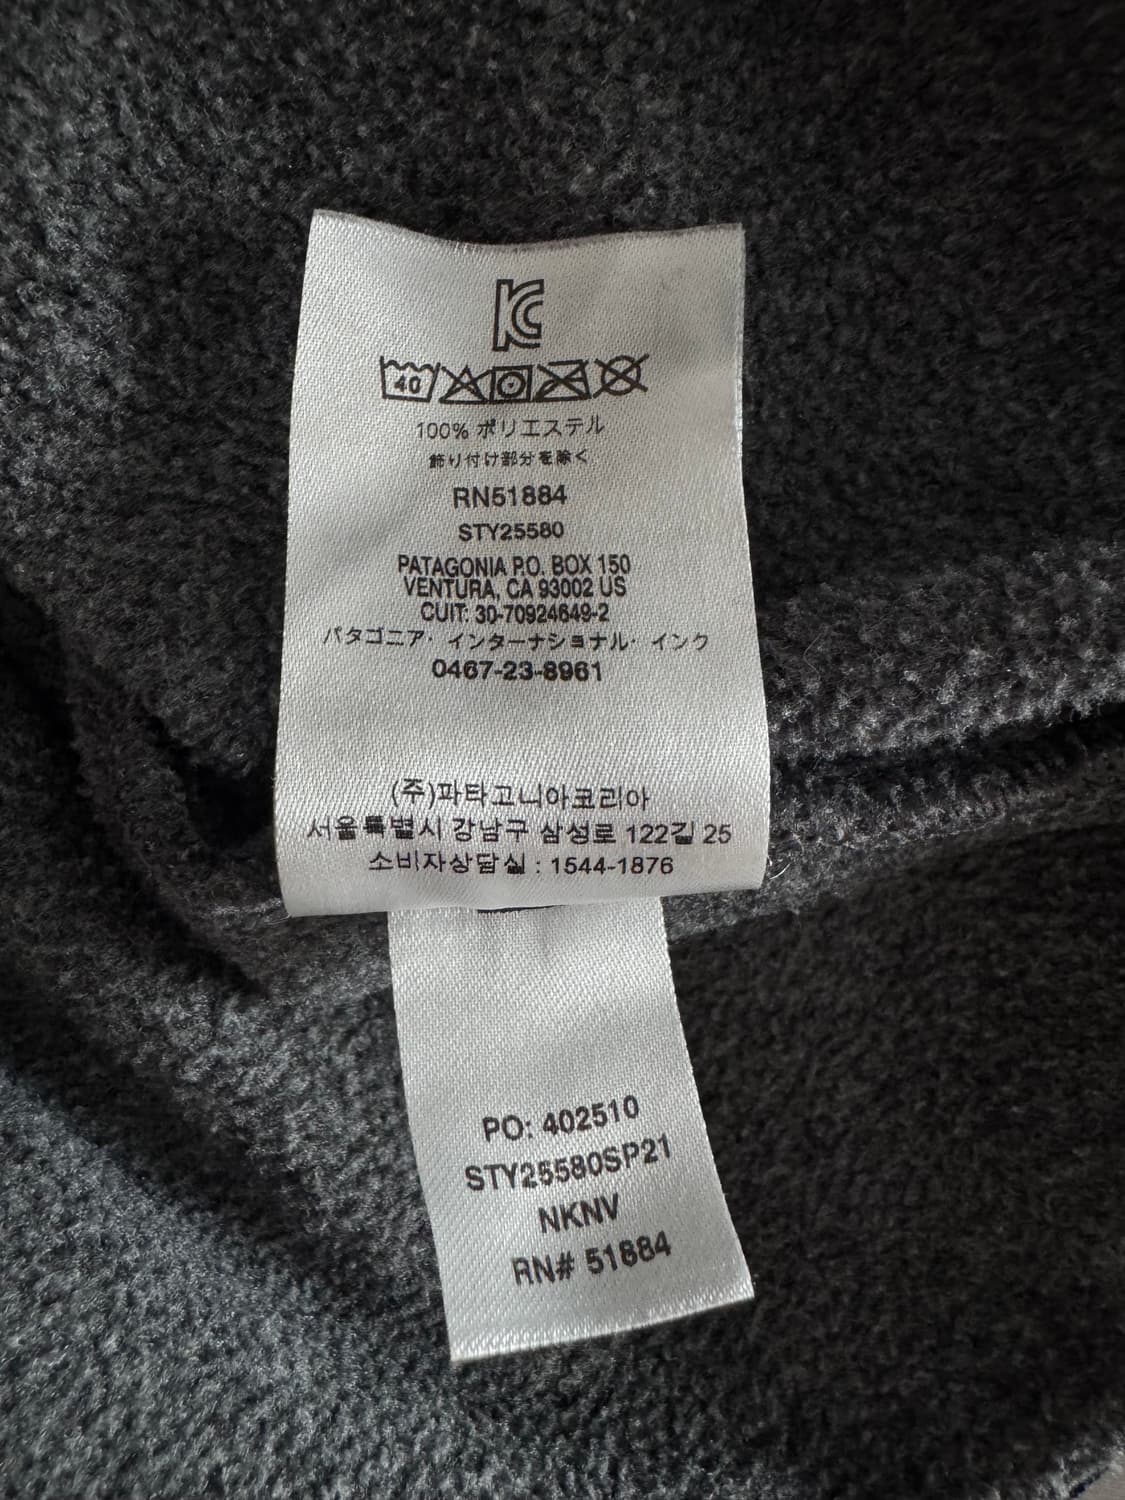 KC
40
100% ポリエステル
飾り付け部分を除く
RN51884
STY25580
PATAGONIA P.O. BOX 150
VENTURA, CA 93002 US
CUIT: 30-70924649-2
パタゴニア・インターナショナル・インク
0467-23-8961
(주)파타고니아코리아
서울특별시 강남구 삼성로 122길 25
소비자상담실 : 1544-1876
PO: 402510
STY25580SP21
NKNV
RN# 51884